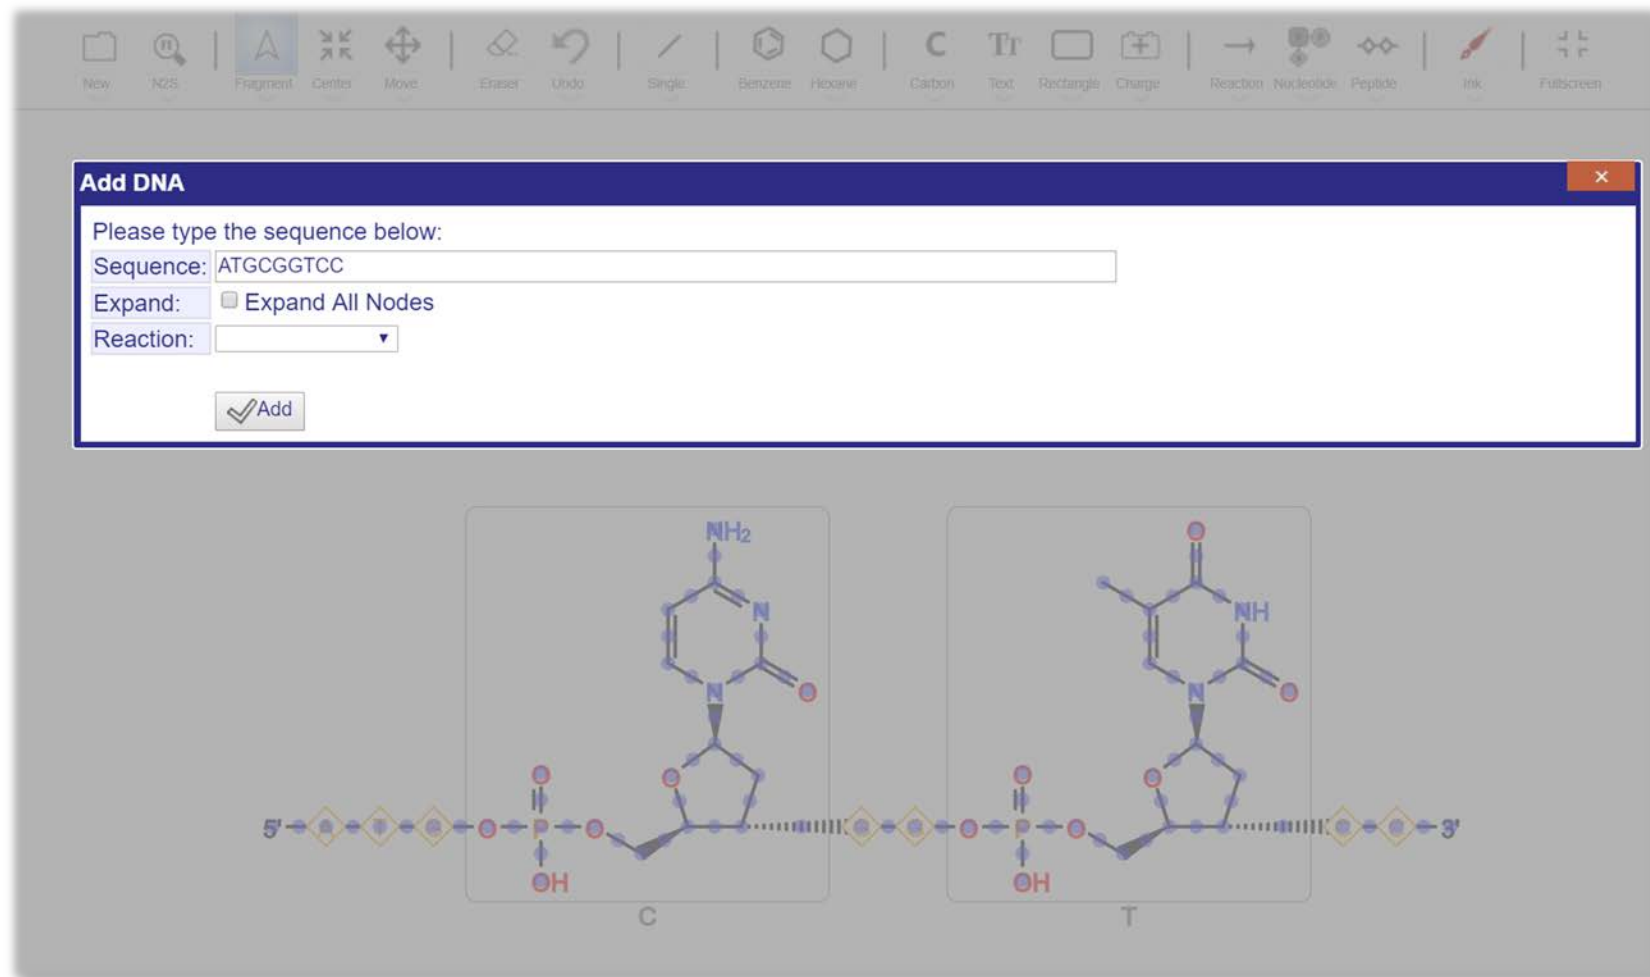 New N2S Fragment Center Move Eraser Undo Single Benzene Hexane Carbon Text Rectangle Charge Reaction Nucleotide Peptide Ink Fullscreen
Add DNA
Please type the sequence below:
Sequence: ATGCGGTCC
Expand: Expand All Nodes
Reaction:
Add
NH2 O
N NH
N O N O
O O O O
5' O P O O P O 3'
OH OH
C T